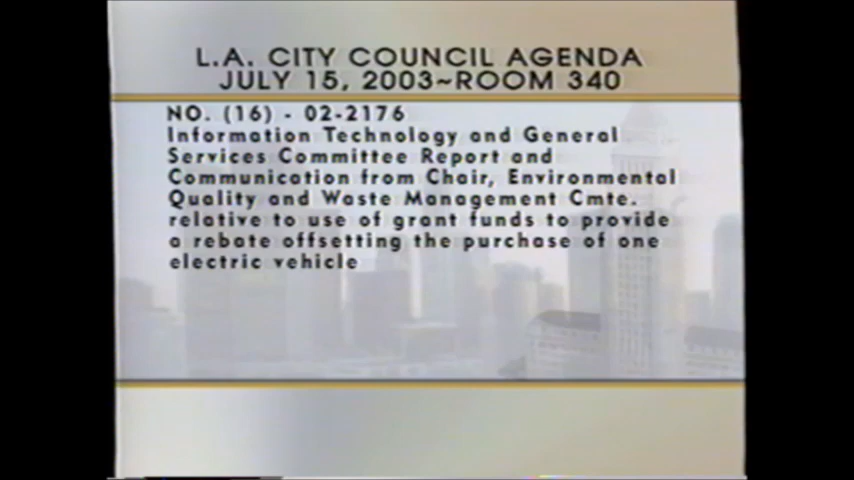 L.A. CITY COUNCIL AGENDA
JULY 15, 2003~ROOM 340
NO. (16) - 02-2176
Information Technology and General
Services Committee Report and
Communication from Chair, Environmental
Quality and Waste Management Cmte.
relative to use of grant funds to provide
a rebate offsetting the purchase of one
electric vehicle